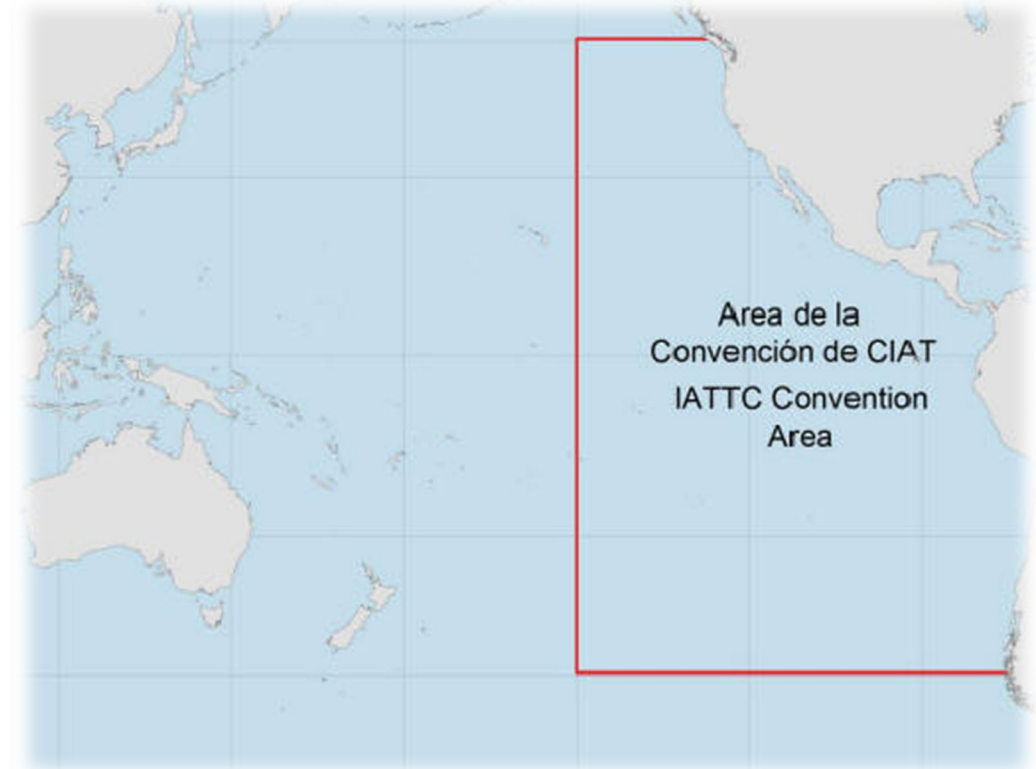 Area de la
Convención de CIAT
IATTC Convention
Area